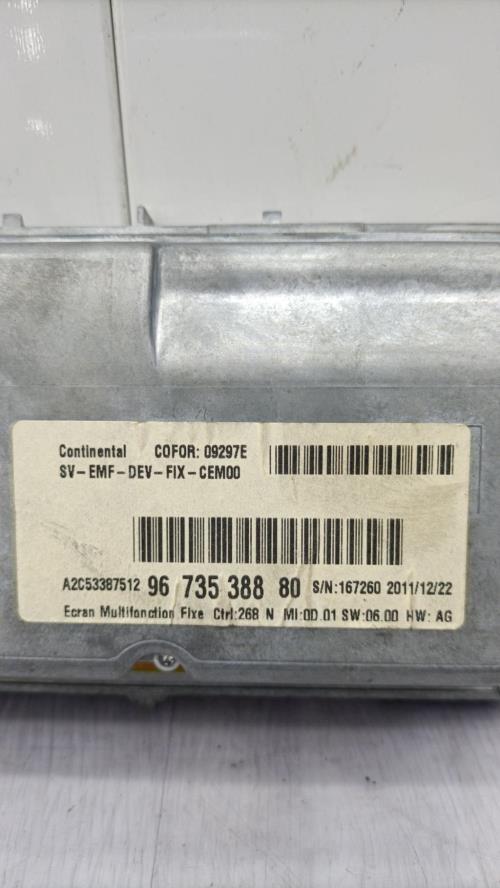 Continental COFOR: 09297E
SV-EMF-DEV-FIX-CEM00
A2C53387512 96 735 388 80 S/N:167260 2011/12/22
Ecran Multifonction Fixe Ctrl:268 N MI:0D.01 SW:06.00 HW: AG